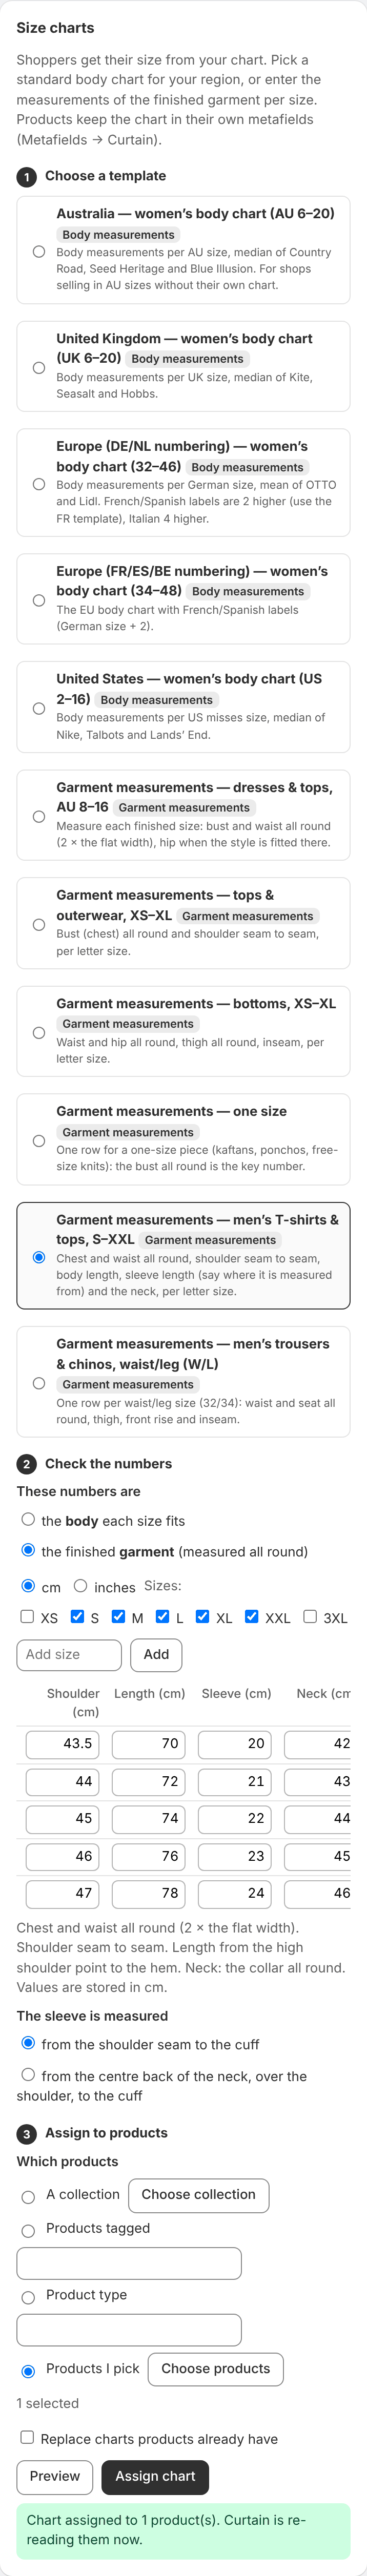 Size charts
Shoppers get their size from your chart. Pick a
standard body chart for your region, or enter the
measurements of the finished garment per size.
Products keep the chart in their own metafields
(Metafields → Curtain).
1 Choose a template
Australia — women’s body chart (AU 6–20)
Body measurements
Body measurements per AU size, median of Country
Road, Seed Heritage and Blue Illusion. For shops
selling in AU sizes without their own chart.
United Kingdom — women’s body chart
(UK 6–20) Body measurements
Body measurements per UK size, median of Kite,
Seasalt and Hobbs.
Europe (DE/NL numbering) — women’s
body chart (32–46) Body measurements
Body measurements per German size, mean of OTTO
and Lidl. French/Spanish labels are 2 higher (use the
FR template), Italian 4 higher.
Europe (FR/ES/BE numbering) — women’s
body chart (34–48) Body measurements
The EU body chart with French/Spanish labels
(German size + 2).
United States — women’s body chart (US
2–16) Body measurements
Body measurements per US misses size, median of
Nike, Talbots and Lands’ End.
Garment measurements — dresses & tops,
AU 8–16 Garment measurements
Measure each finished size: bust and waist all round
(2 × the flat width), hip when the style is fitted there.
Garment measurements — tops &
outerwear, XS–XL Garment measurements
Bust (chest) all round and shoulder seam to seam,
per letter size.
Garment measurements — bottoms, XS–XL
Garment measurements
Waist and hip all round, thigh all round, inseam, per
letter size.
Garment measurements — one size
Garment measurements
One row for a one-size piece (kaftans, ponchos, free-
size knits): the bust all round is the key number.
Garment measurements — men’s T-shirts &
tops, S–XXL Garment measurements
Chest and waist all round, shoulder seam to seam,
body length, sleeve length (say where it is measured
from) and the neck, per letter size.
Garment measurements — men’s trousers
& chinos, waist/leg (W/L)
Garment measurements
One row per waist/leg size (32/34): waist and seat all
round, thigh, front rise and inseam.
2 Check the numbers
These numbers are
the body each size fits
the finished garment (measured all round)
cm inches Sizes:
XS S M L XL XXL 3XL
Add size Add
Shoulder (cm) Length (cm) Sleeve (cm) Neck (cm
43.5 70 20 42
44 72 21 43
45 74 22 44
46 76 23 45
47 78 24 46
Chest and waist all round (2 × the flat width).
Shoulder seam to seam. Length from the high
shoulder point to the hem. Neck: the collar all round.
Values are stored in cm.
The sleeve is measured
from the shoulder seam to the cuff
from the centre back of the neck, over the
shoulder, to the cuff
3 Assign to products
Which products
A collection Choose collection
Products tagged
Product type
Products I pick Choose products
1 selected
Replace charts products already have
Preview Assign chart
Chart assigned to 1 product(s). Curtain is re-
reading them now.